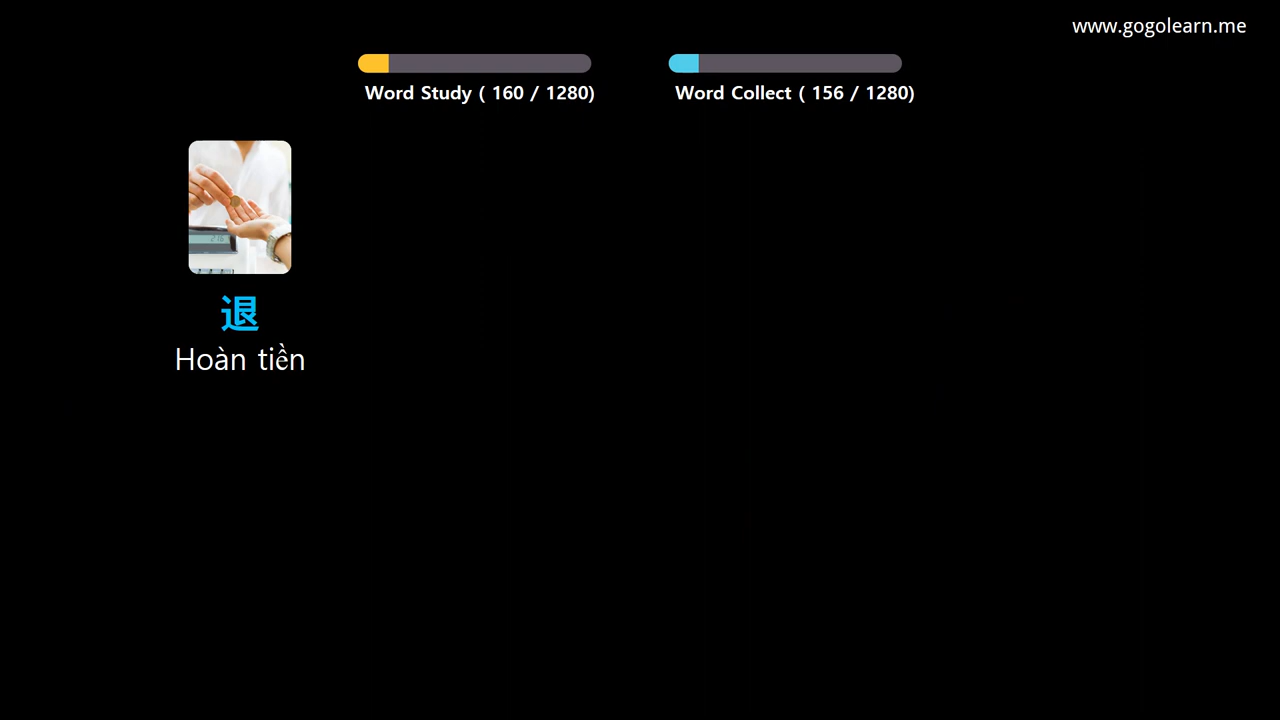 www.gogolearn.me
Word Study ( 160 / 1280)
Word Collect ( 156 / 1280)
退
Hoàn tiền